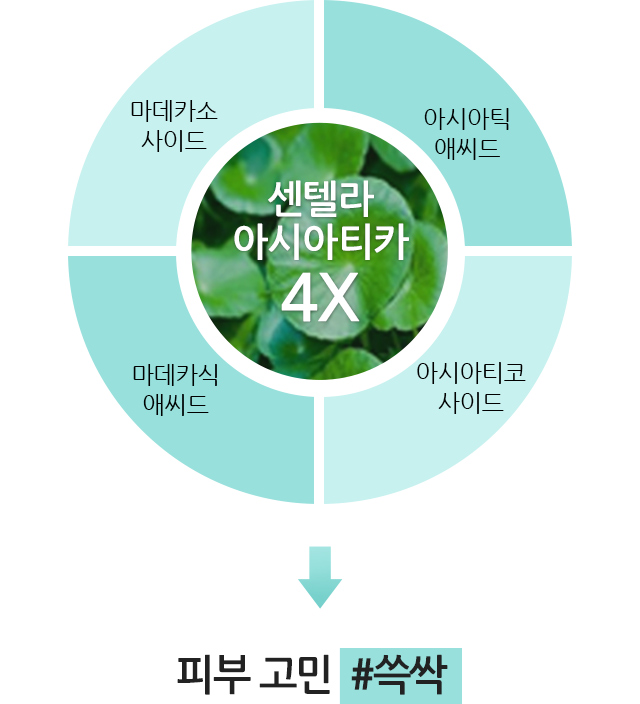 마데카소
사이드
아시아틱
애씨드
센텔라
아시아티카
4X
마데카식
애씨드
아시아티코
사이드
피부 고민 #쓱싹